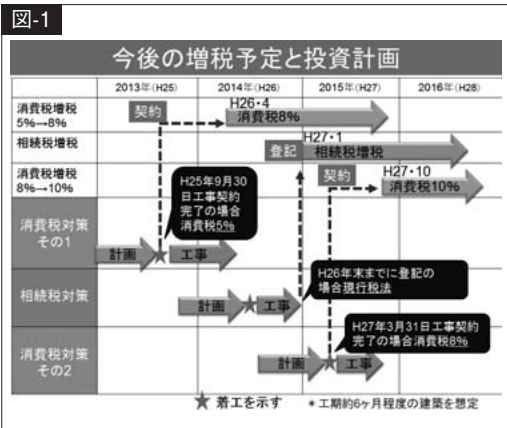 図-1
今後の増税予定と投資計画
2013年(H25)
2014年(H26)
2015年(H27)
2016年(H28)
消費税増税
5%→8%
契約
H26・4
消費税8%
相続税増税
登記
H27・1
相続税増税
消費税増税
8%→10%
契約
H27・10
消費税10%
H25年9月30
日工事契約
完了の場合
消費税5%
消費税対策
その1
計画
工事
H26年末までに登記の
場合現行税法
相続税対策
計画
工事
H27年3月31日工事契約
完了の場合消費税8%
消費税対策
その2
計画
工事
★ 着工を示す
*工期約6ヶ月程度の建築を想定